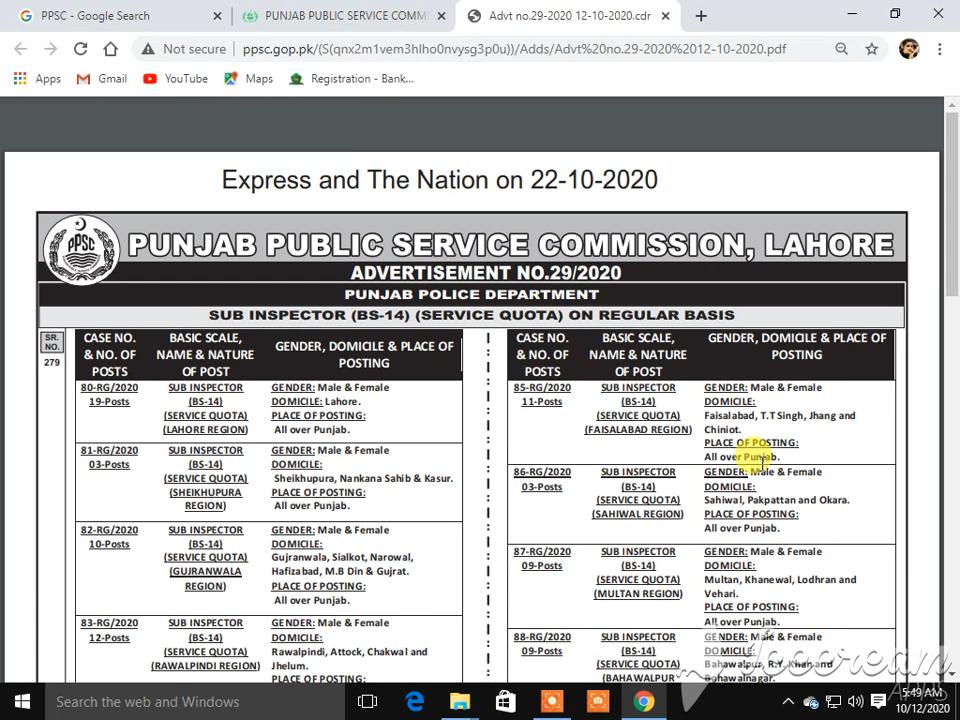 PPSC - Google Search
PUNJAB PUBLIC SERVICE COMMI
Advt no.29-2020 12-10-2020.cdr
Not secure
ppsc.gop.pk/(S(qnx2m1vem3hlho0nvysg3p0u))/Adds/Advt%20no.29-2020%2012-10-2020.pdf
Apps
Gmail
YouTube
Maps
Registration - Bank...
Express and The Nation on 22-10-2020
PPSC
PUNJAB PUBLIC SERVICE COMMISSION, LAHORE
ADVERTISEMENT NO.29/2020
PUNJAB POLICE DEPARTMENT
SUB INSPECTOR (BS-14) (SERVICE QUOTA) ON REGULAR BASIS
SR.
NO.
279
CASE NO.
& NO. OF
POSTS
BASIC SCALE,
NAME & NATURE
OF POST
GENDER, DOMICILE & PLACE OF
POSTING
80-RG/2020
19-Posts
SUB INSPECTOR
(BS-14)
(SERVICE QUOTA)
(LAHORE REGION)
GENDER: Male & Female
DOMICILE: Lahore.
PLACE OF POSTING:
All over Punjab.
81-RG/2020
03-Posts
SUB INSPECTOR
(BS-14)
(SERVICE QUOTA)
(SHEIKHUPURA
REGION)
GENDER: Male & Female
DOMICILE:
Sheikhupura, Nankana Sahib & Kasur.
PLACE OF POSTING:
All over Punjab.
82-RG/2020
10-Posts
SUB INSPECTOR
(BS-14)
(SERVICE QUOTA)
(GUJRANWALA
REGION)
GENDER: Male & Female
DOMICILE:
Gujranwala, Sialkot, Narowal,
Hafizabad, M.B Din & Gujrat.
PLACE OF POSTING:
All over Punjab.
83-RG/2020
12-Posts
SUB INSPECTOR
(BS-14)
(SERVICE QUOTA)
(RAWALPINDI REGION)
GENDER: Male & Female
DOMICILE:
Rawalpindi, Attock, Chakwal and
Jhelum.
CASE NO.
& NO. OF
POSTS
BASIC SCALE,
NAME & NATURE
OF POST
GENDER, DOMICILE & PLACE OF
POSTING
85-RG/2020
11-Posts
SUB INSPECTOR
(BS-14)
(SERVICE QUOTA)
(FAISALABAD REGION)
GENDER: Male & Female
DOMICILE:
Faisalabad, T.T Singh, Jhang and
Chiniot.
PLACE OF POSTING:
All over Punjab.
86-RG/2020
03-Posts
SUB INSPECTOR
(BS-14)
(SERVICE QUOTA)
(SAHIWAL REGION)
GENDER: Male & Female
DOMICILE:
Sahiwal, Pakpattan and Okara.
PLACE OF POSTING:
All over Punjab.
87-RG/2020
09-Posts
SUB INSPECTOR
(BS-14)
(SERVICE QUOTA)
(MULTAN REGION)
GENDER: Male & Female
DOMICILE:
Multan, Khanewal, Lodhran and
Vehari.
PLACE OF POSTING:
All over Punjab.
88-RG/2020
09-Posts
SUB INSPECTOR
(BS-14)
(SERVICE QUOTA)
(BAHAWALPUR
GENDER: Male & Female
DOMICILE:
Bahawalpur, R.Y. Khan and
Bahawalnagar.
Icecream
APPS
Type here to search and Windows
5:49 AM
10/12/2020